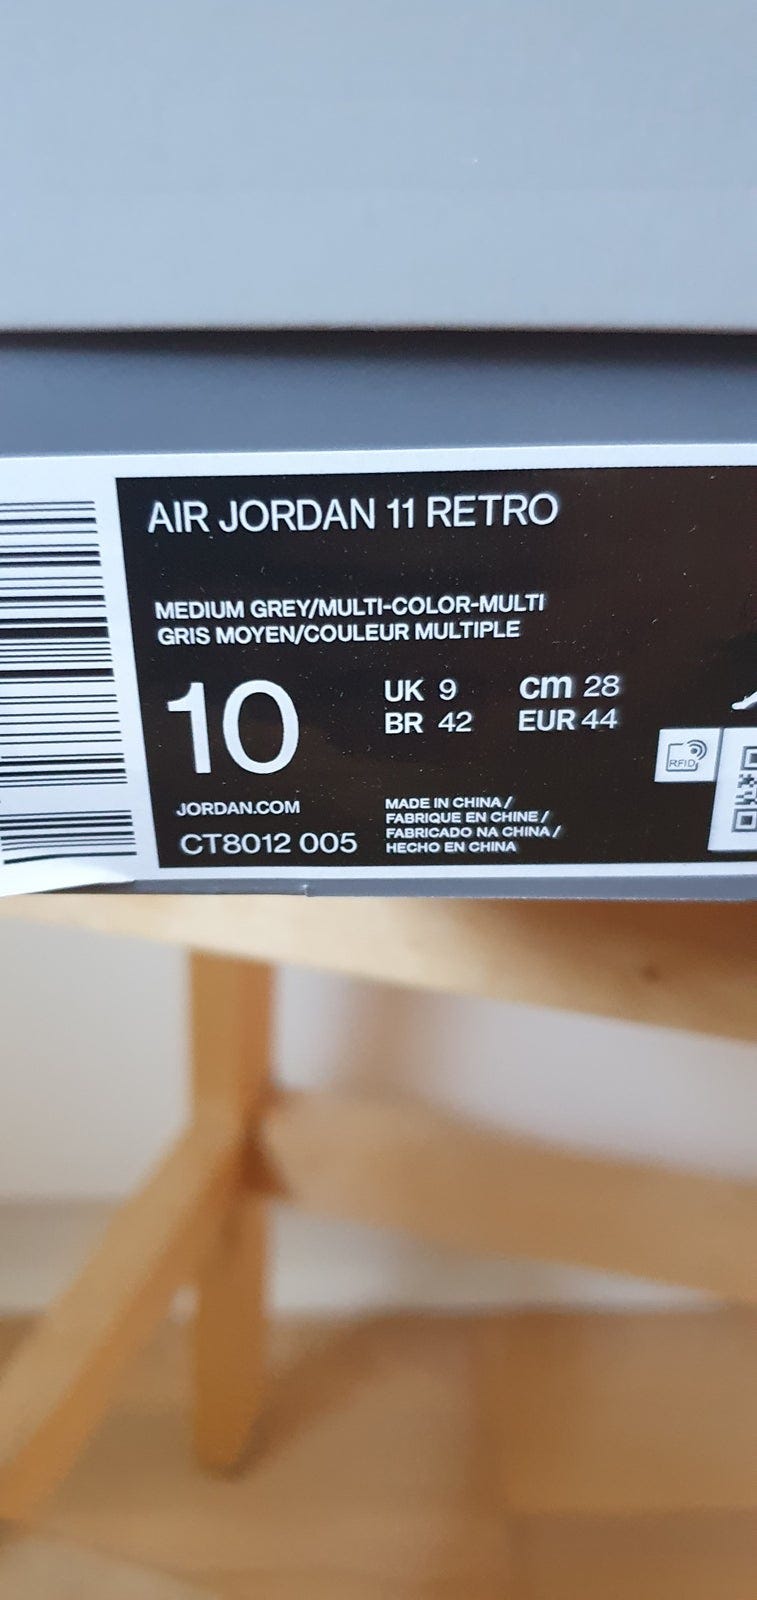 AIR JORDAN 11 RETRO
MEDIUM GREY/MULTI-COLOR-MULTI
GRIS MOYEN/COULEUR MULTIPLE
10
UK 9
cm 28
BR 42
EUR 44
RFID
JORDAN.COM
CT8012 005
MADE IN CHINA /
FABRIQUE EN CHINE /
FABRICADO NA CHINA /
HECHO EN CHINA